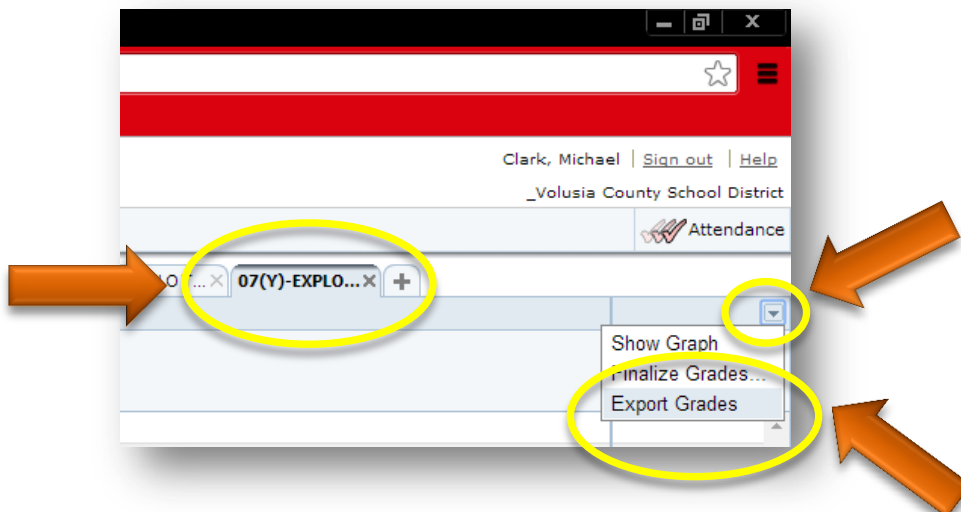 Clark, Michael | Sign out | Help
_Volusia County School District
Attendance
07(Y)-EXPLO...× +
Show Graph
Finalize Grades...
Export Grades